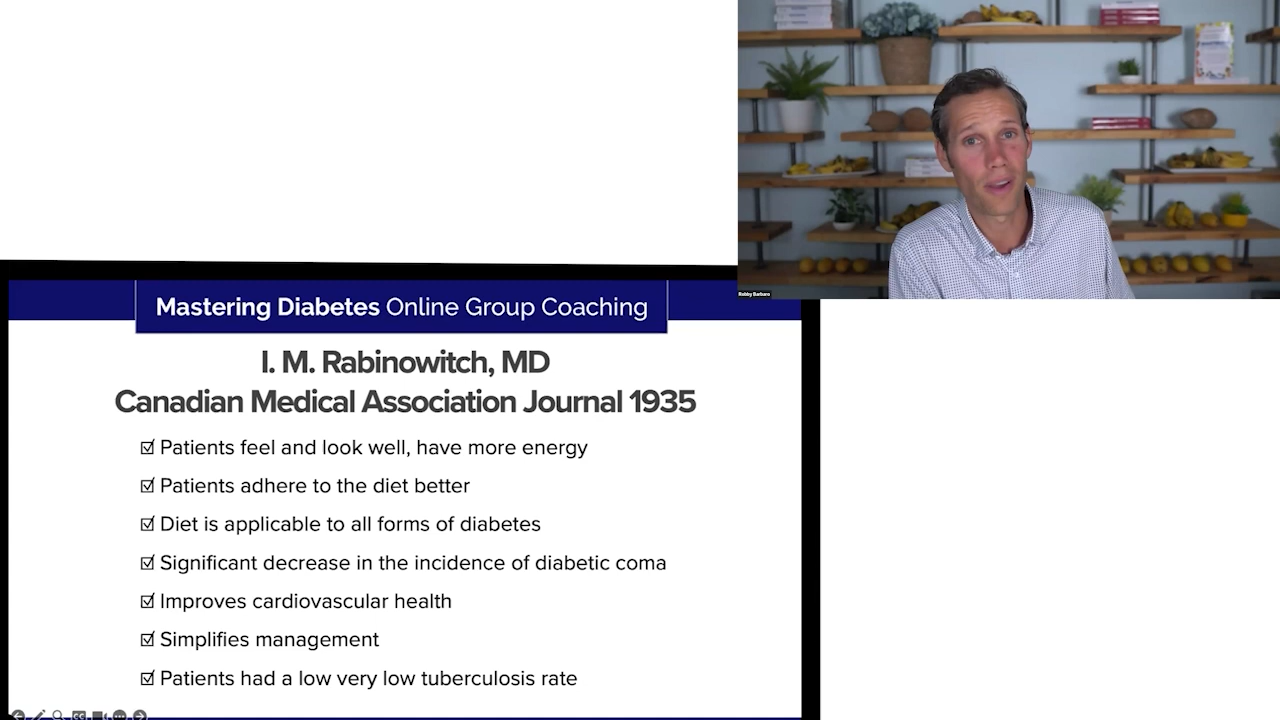 Robby Barbaro
Mastering Diabetes Online Group Coaching
I. M. Rabinowitch, MD
Canadian Medical Association Journal 1935
☑ Patients feel and look well, have more energy
☑ Patients adhere to the diet better
☑ Diet is applicable to all forms of diabetes
☑ Significant decrease in the incidence of diabetic coma
☑ Improves cardiovascular health
☑ Simplifies management
☑ Patients had a low very low tuberculosis rate